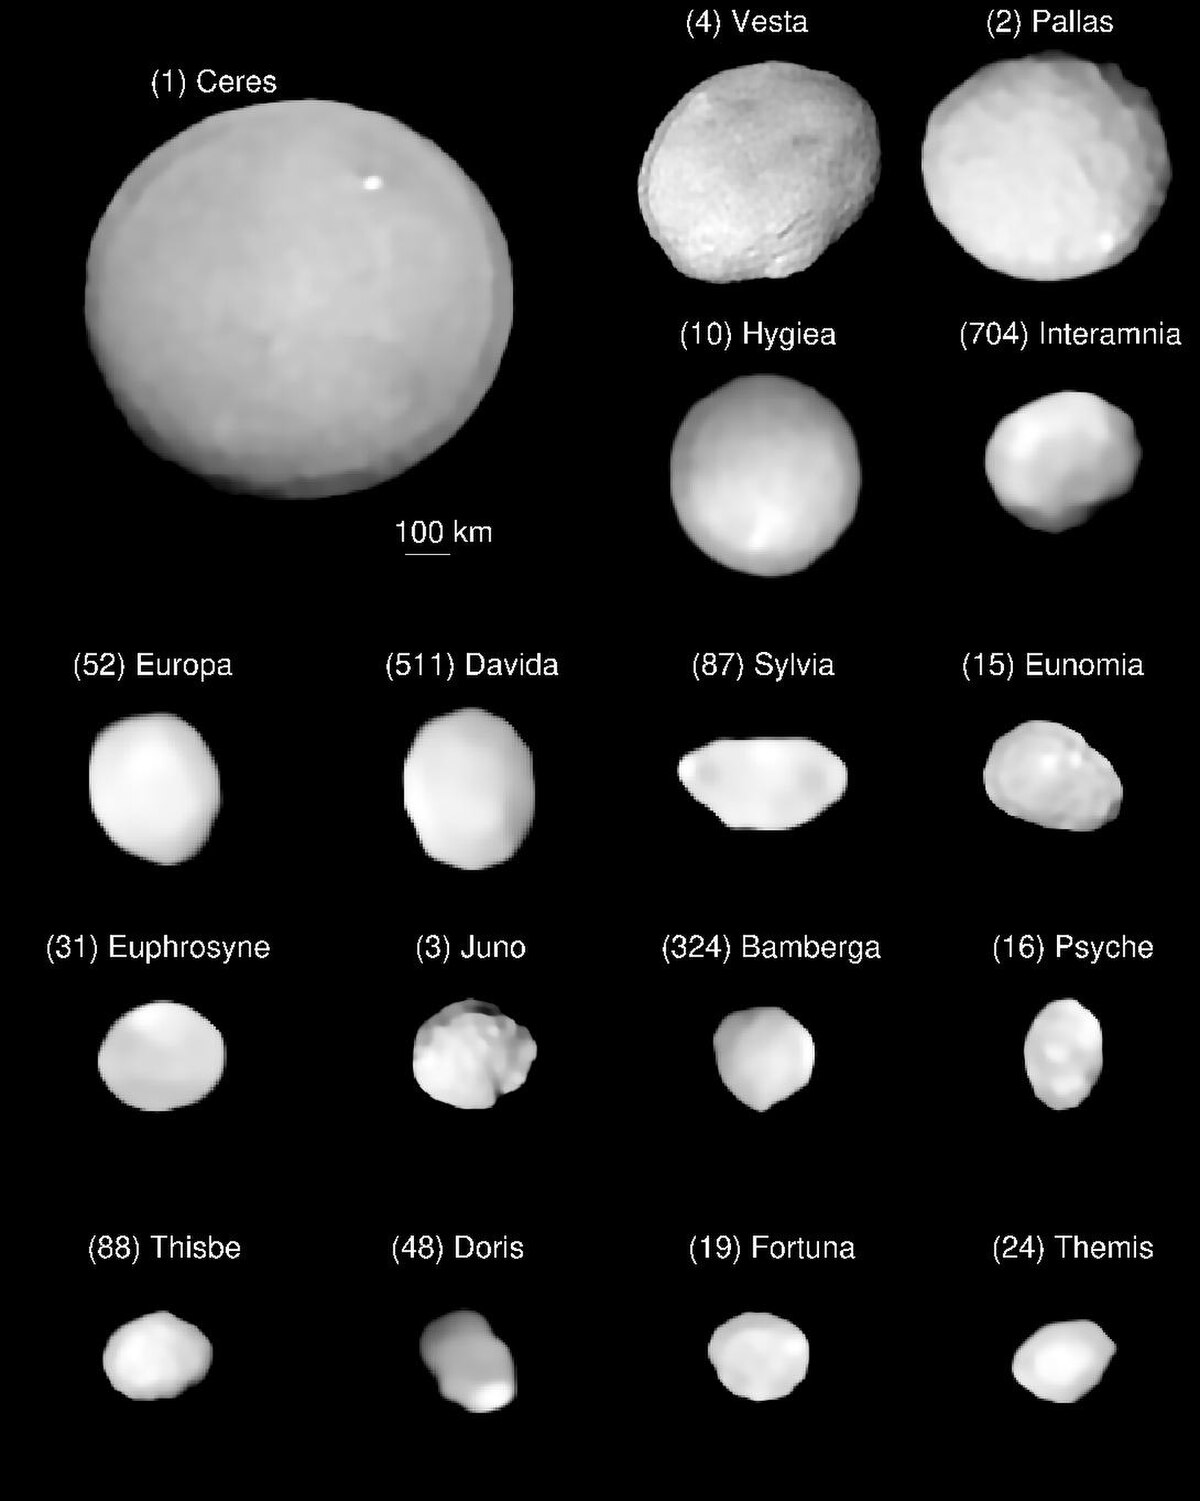 (4) Vesta
(2) Pallas
(1) Ceres
(10) Hygiea
(704) Interamnia
100 km
(52) Europa
(511) Davida
(87) Sylvia
(15) Eunomia
(31) Euphrosyne
(3) Juno
(324) Bamberga
(16) Psyche
(88) Thisbe
(48) Doris
(19) Fortuna
(24) Themis